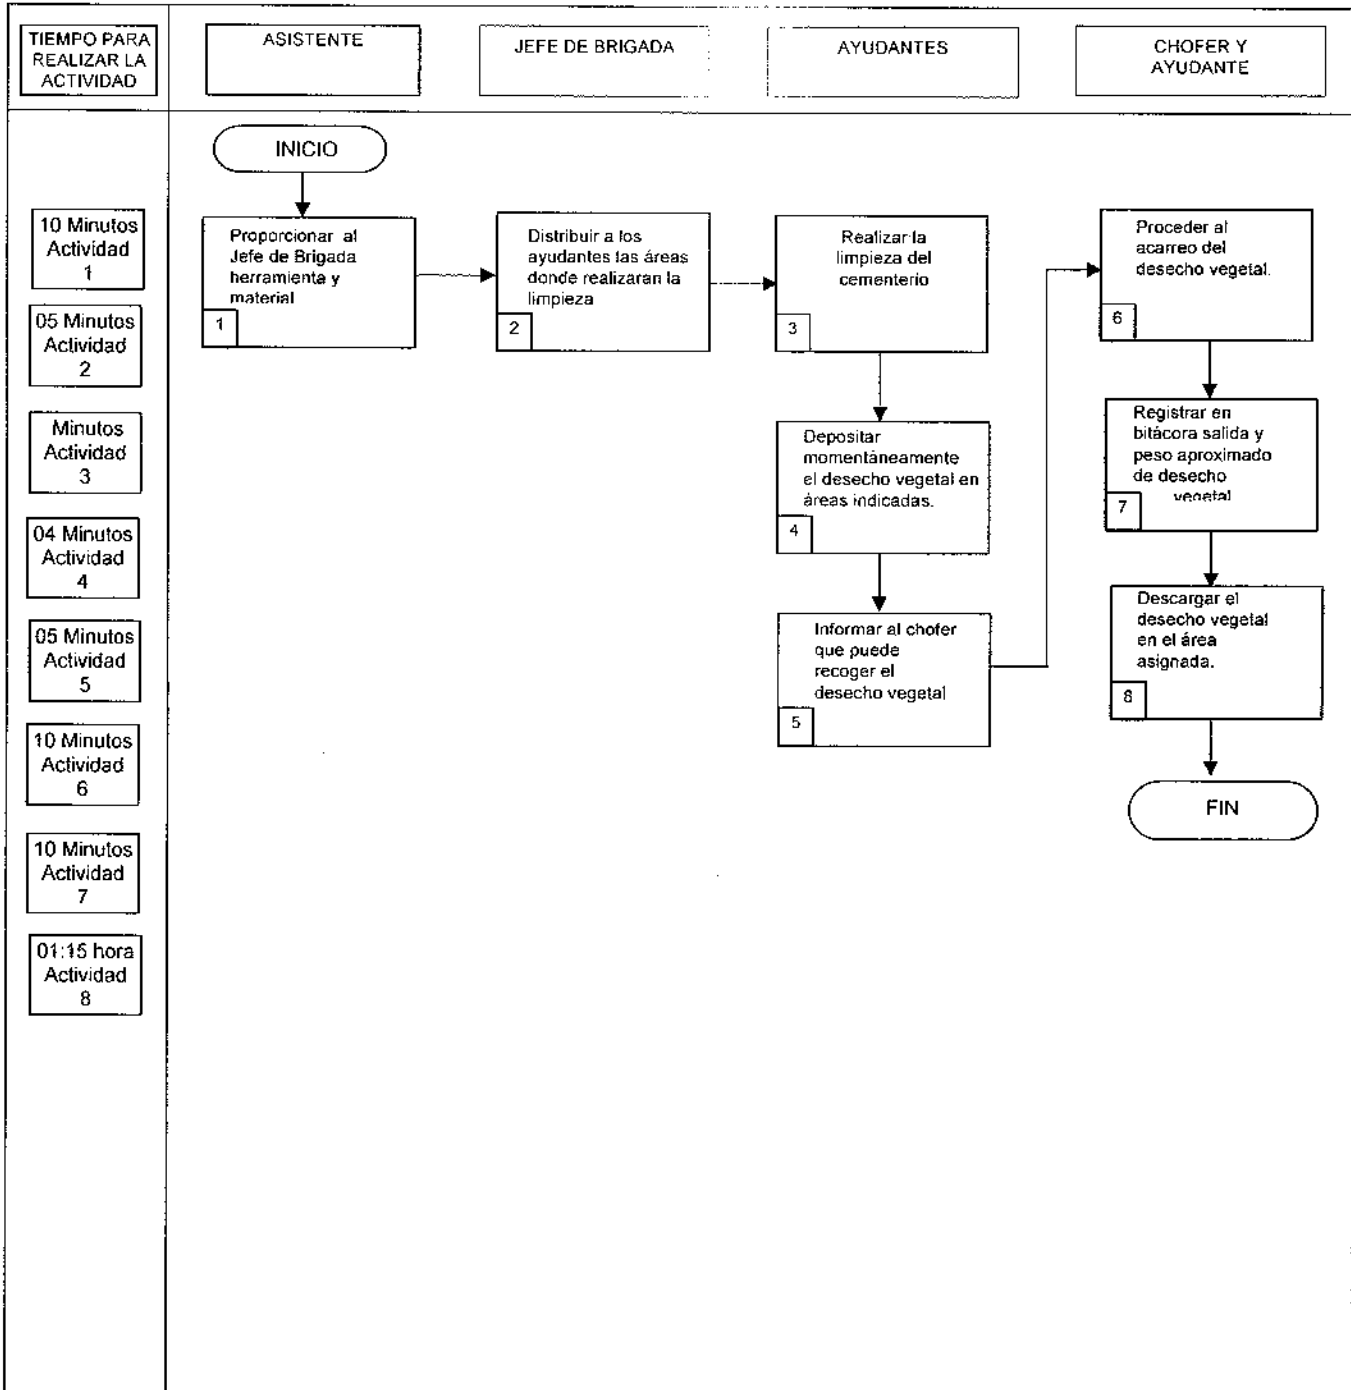 TIEMPO PARA
REALIZAR LA
ACTIVIDAD
ASISTENTE
JEFE DE BRIGADA
AYUDANTES
CHOFER Y
AYUDANTE
INICIO
10 Minutos
Actividad
1
05 Minutos
Actividad
2
Minutos
Actividad
3
04 Minutos
Actividad
4
05 Minutos
Actividad
5
10 Minutos
Actividad
6
10 Minutos
Actividad
7
01:15 hora
Actividad
8
Proporcionar al
Jefe de Brigada
herramienta y
material
1
Distribuir a los
ayudantes las áreas
donde realizaran la
limpieza
2
Realizar la
limpieza del
cementerio
3
Depositar
momentáneamente
el desecho vegetal en
áreas indicadas.
4
Informar al chofer
que puede
recoger el
desecho vegetal
5
Proceder al
acarreo del
desecho vegetal.
6
Registrar en
bitácora salida y
peso aproximado
de desecho
vegetal
7
Descargar el
desecho vegetal
en el área
asignada.
8
FIN